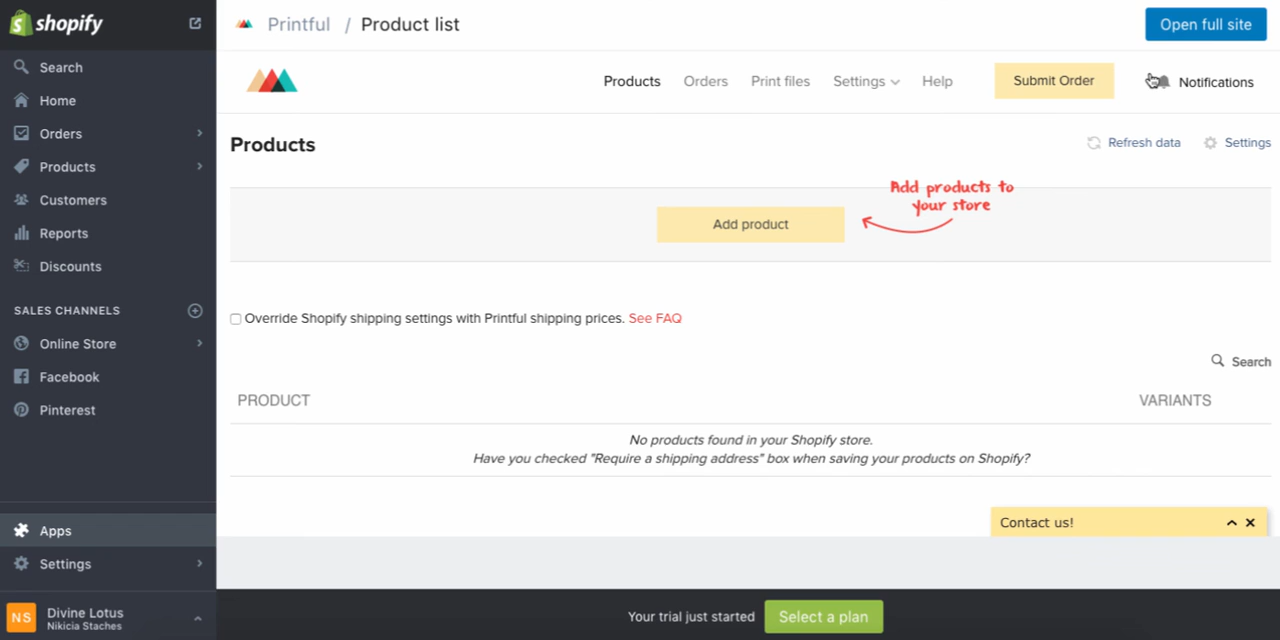 shopify
Search
Home
Orders
Products
Customers
Reports
Discounts
SALES CHANNELS
Online Store
Facebook
Pinterest
Apps
Settings
NS
Divine Lotus
Nikicia Staches
Printful / Product list
Open full site
Products
Orders
Print files
Settings
Help
Submit Order
Notifications
Products
Refresh data
Settings
Add product
Add products to
your store
Override Shopify shipping settings with Printful shipping prices. See FAQ
Search
PRODUCT
VARIANTS
No products found in your Shopify store.
Have you checked "Require a shipping address" box when saving your products on Shopify?
Contact us!
Your trial just started
Select a plan